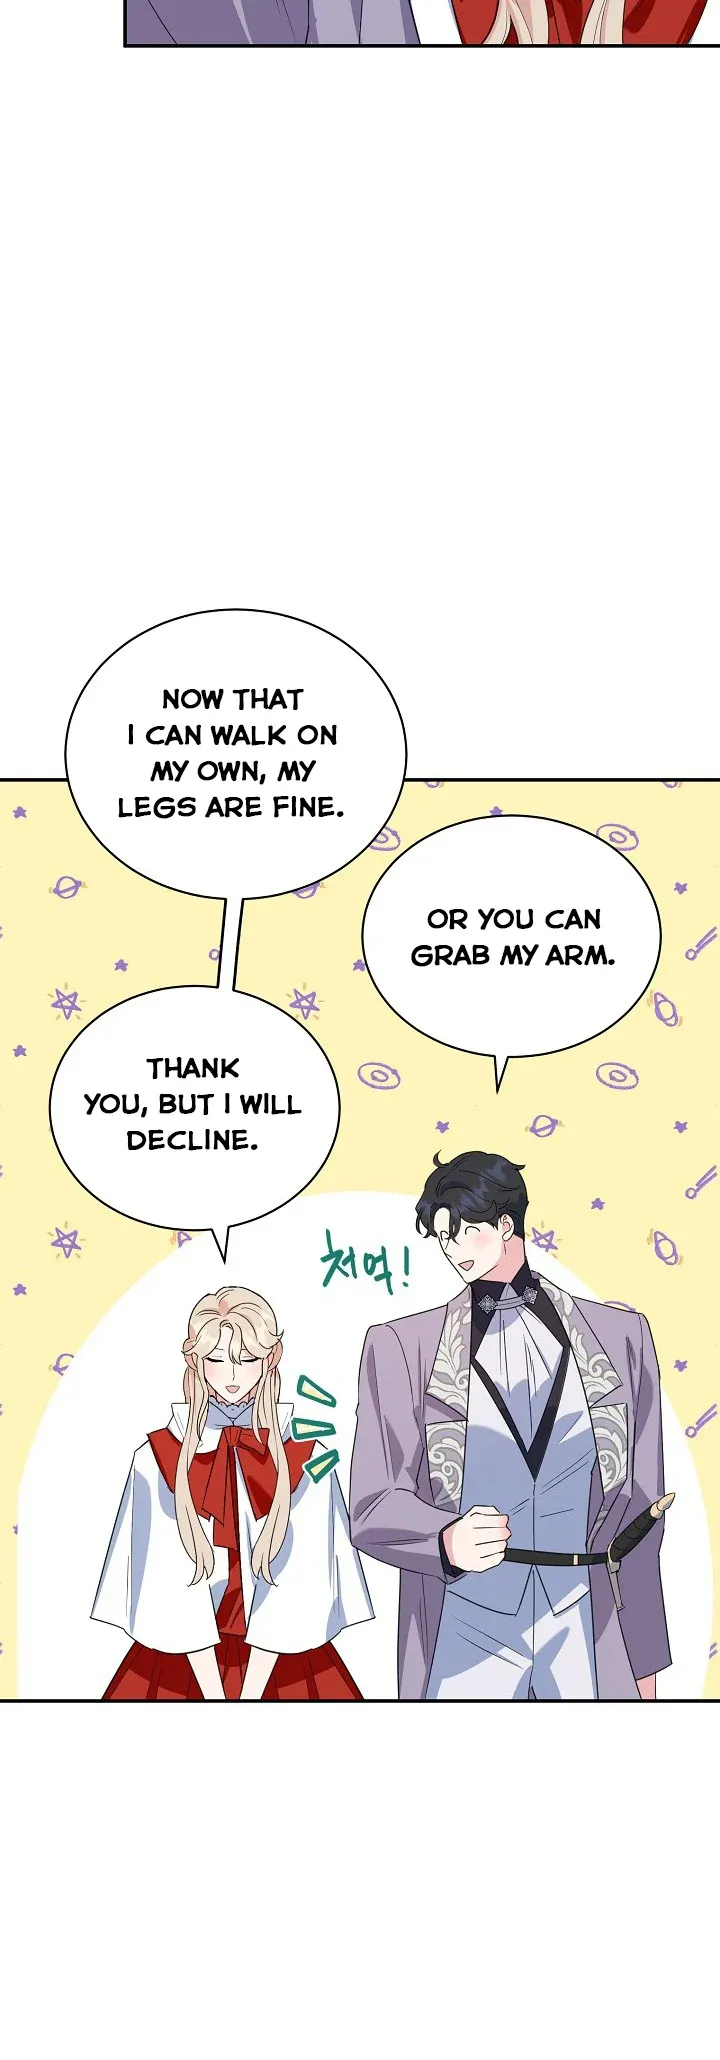 NOW THAT
I CAN WALK ON
MY OWN, MY
LEGS ARE FINE.
OR YOU CAN
GRAB MY ARM.
THANK
YOU, BUT I WILL
DECLINE.
처억!